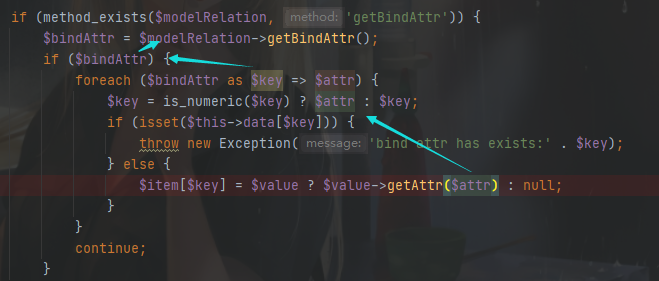 if (method_exists($modelRelation, method: 'getBindAttr')) {
$bindAttr = $modelRelation->getBindAttr();
if ($bindAttr) {
foreach ($bindAttr as $key => $attr) {
$key = is_numeric($key) ? $attr : $key;
if (isset($this->data[$key])) {
throw new Exception( message: 'bind attr has exists:' . $key);
} else {
$item[$key] = $value ? $value->getAttr($attr) : null;
}
}
continue;
}